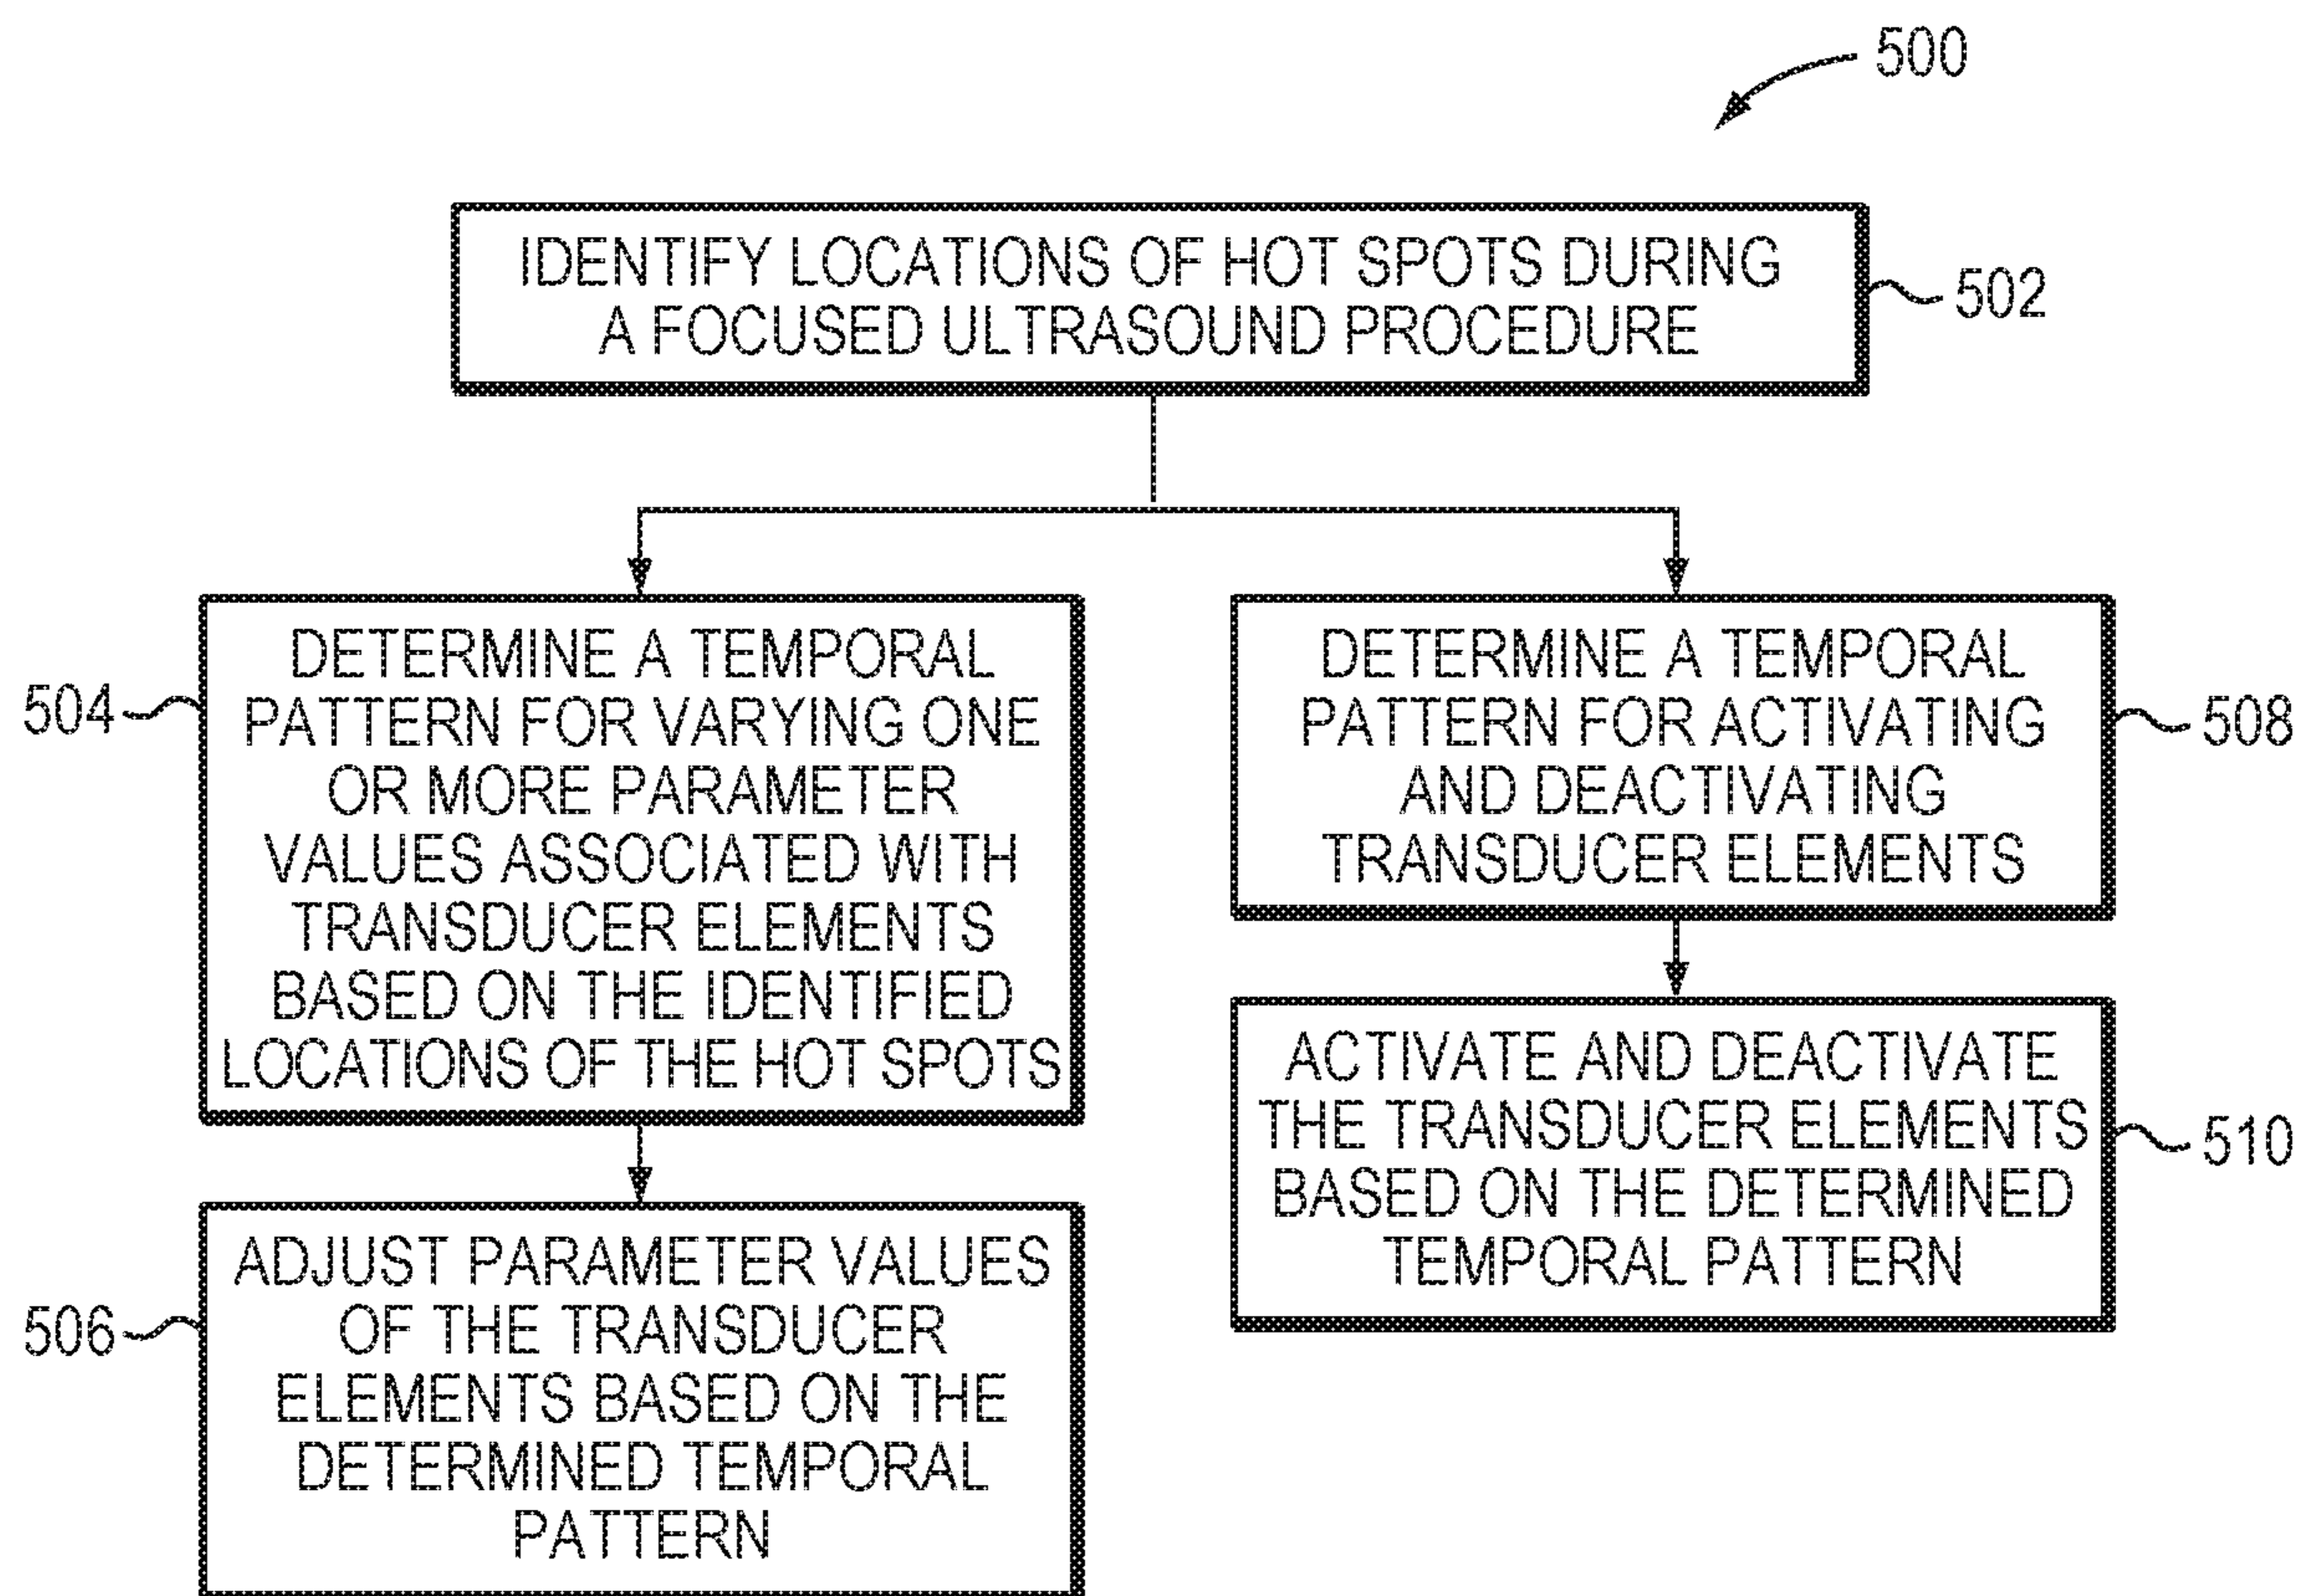 500
IDENTIFY LOCATIONS OF HOT SPOTS DURING
A FOCUSED ULTRASOUND PROCEDURE
502
504
DETERMINE A TEMPORAL
PATTERN FOR VARYING ONE
OR MORE PARAMETER
VALUES ASSOCIATED WITH
TRANSDUCER ELEMENTS
BASED ON THE IDENTIFIED
LOCATIONS OF THE HOT SPOTS
506
ADJUST PARAMETER VALUES
OF THE TRANSDUCER
ELEMENTS BASED ON THE
DETERMINED TEMPORAL
PATTERN
DETERMINE A TEMPORAL
PATTERN FOR ACTIVATING
AND DEACTIVATING
TRANSDUCER ELEMENTS
508
ACTIVATE AND DEACTIVATE
THE TRANSDUCER ELEMENTS
BASED ON THE DETERMINED
TEMPORAL PATTERN
510